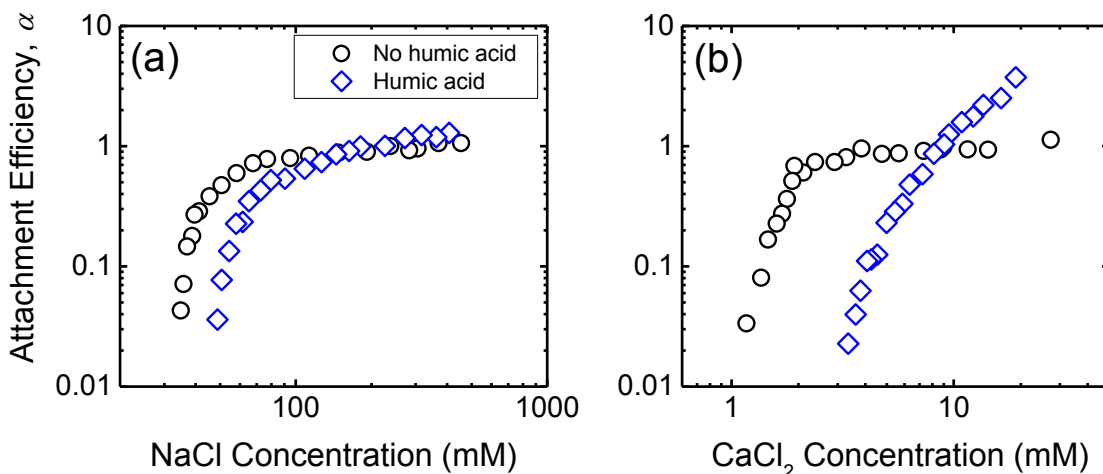 Attachment Efficiency, α
10
1
0.1
0.01
(a)
No humic acid
Humic acid
100
1000
NaCl Concentration (mM)
10
1
0.1
0.01
(b)
1
10
CaCl₂ Concentration (mM)